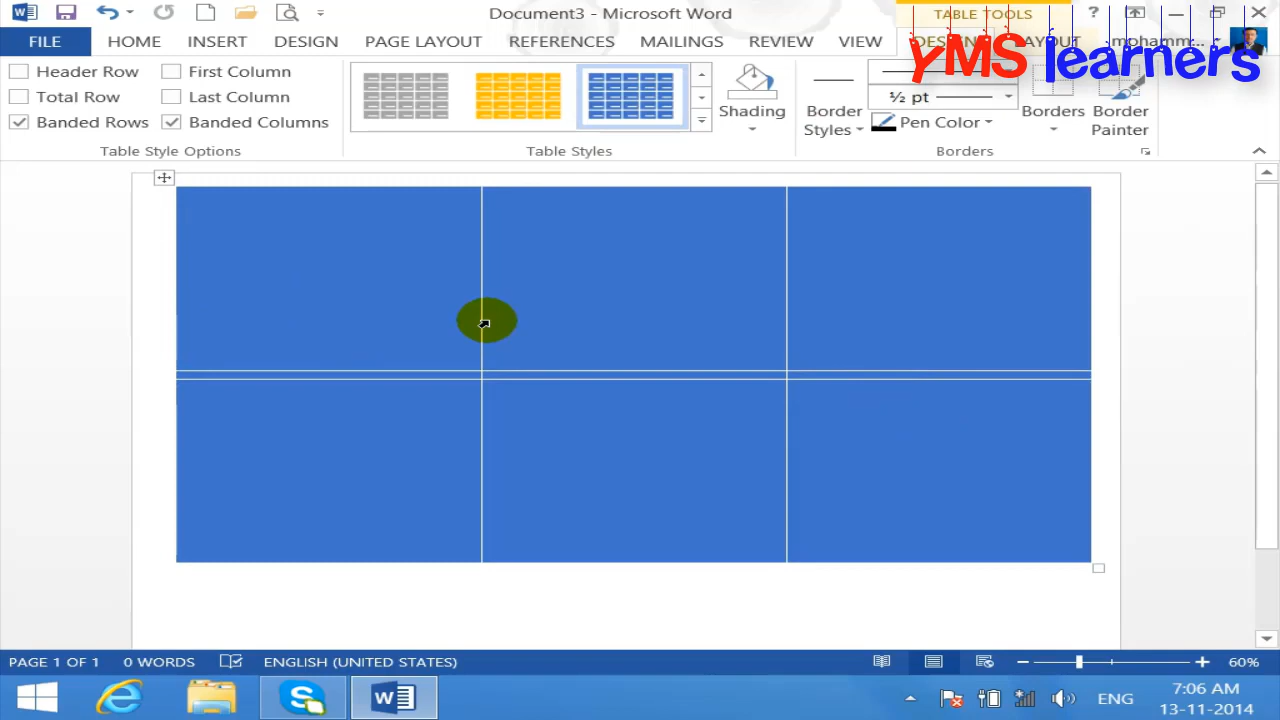 Document3 - Microsoft Word
TABLE TOOLS
?
FILE
HOME
INSERT
DESIGN
PAGE LAYOUT
REFERENCES
MAILINGS
REVIEW
VIEW
DESIGN
LAYOUT
mohamm...
YMS learners
Header Row
First Column
Total Row
Last Column
Banded Rows
Banded Columns
Table Style Options
Table Styles
Shading
Border Styles
½ pt
Pen Color
Borders
Border Painter
Borders
PAGE 1 OF 1
0 WORDS
ENGLISH (UNITED STATES)
60%
ENG
7:06 AM
13-11-2014